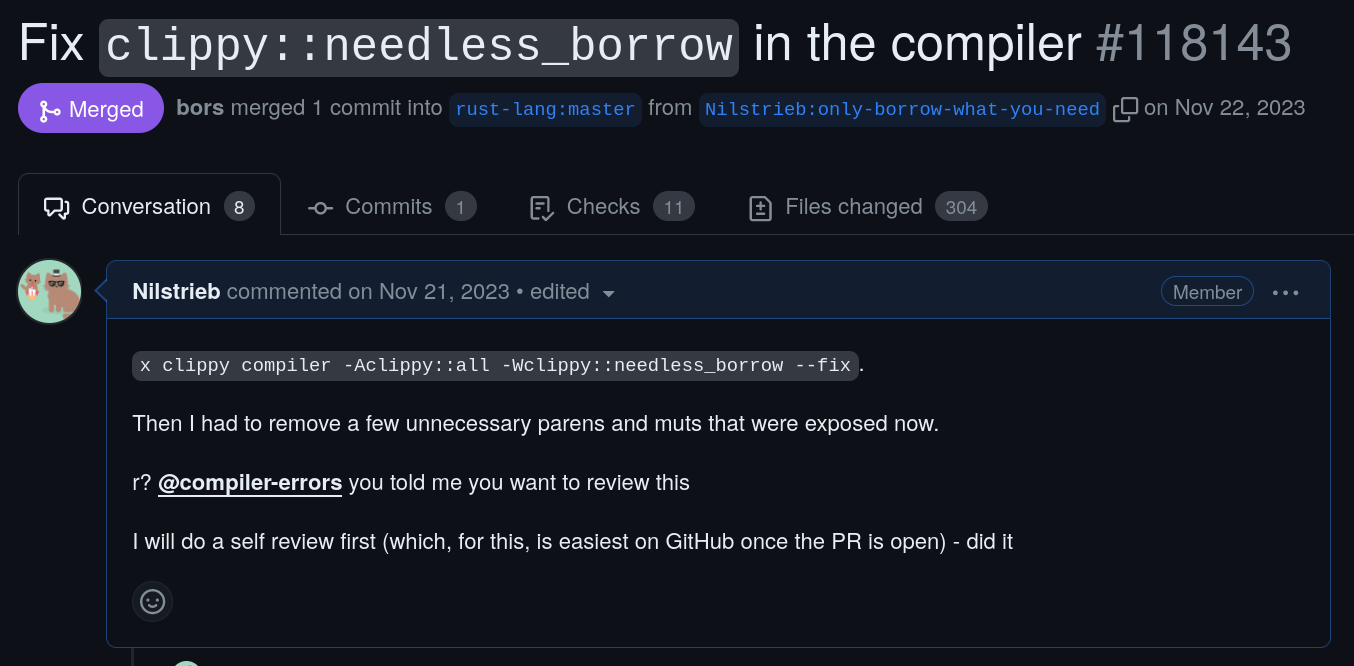 Fix clippy::needless_borrow in the compiler #118143
Merged bors merged 1 commit into rust-lang:master from Nilstrieb:only-borrow-what-you-need on Nov 22, 2023
Conversation 8 Commits 1 Checks 11 Files changed 304
Nilstrieb commented on Nov 21, 2023 • edited Member
x clippy compiler -Aclippy::all -Wclippy::needless_borrow --fix.
Then I had to remove a few unnecessary parens and muts that were exposed now.
r? @compiler-errors you told me you want to review this
I will do a self review first (which, for this, is easiest on GitHub once the PR is open) - did it